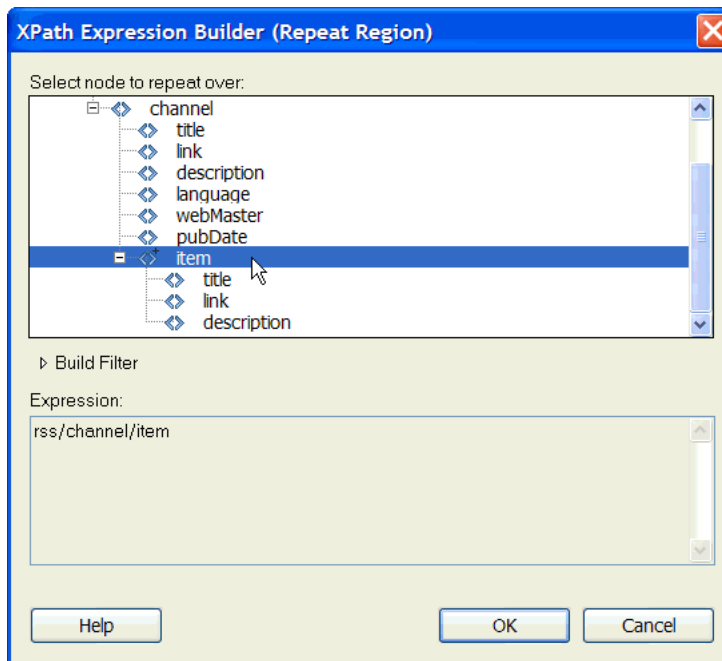 XPath Expression Builder (Repeat Region)
Select node to repeat over:
channel
title
link
description
language
webMaster
pubDate
item
title
link
description
Build Filter
Expression:
rss/channel/item
Help
OK
Cancel